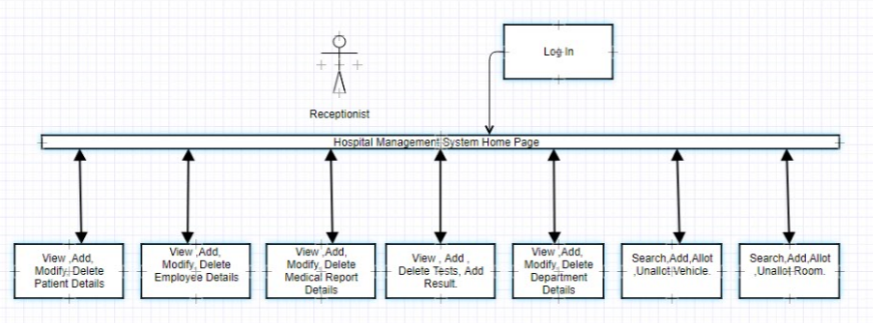 Log In
Receptionist
Hospital Management System Home Page
View ,Add,
Modify, Delete
Patient Details
View ,Add,
Modify, Delete
Employee Details
View ,Add,
Modify, Delete
Medical Report
Details
View , Add ,
Delete Tests, Add
Result.
View ,Add,
Modify, Delete
Department
Details
Search,Add,Allot
,Unallot Vehicle.
Search,Add,Allot
,Unallot Room.